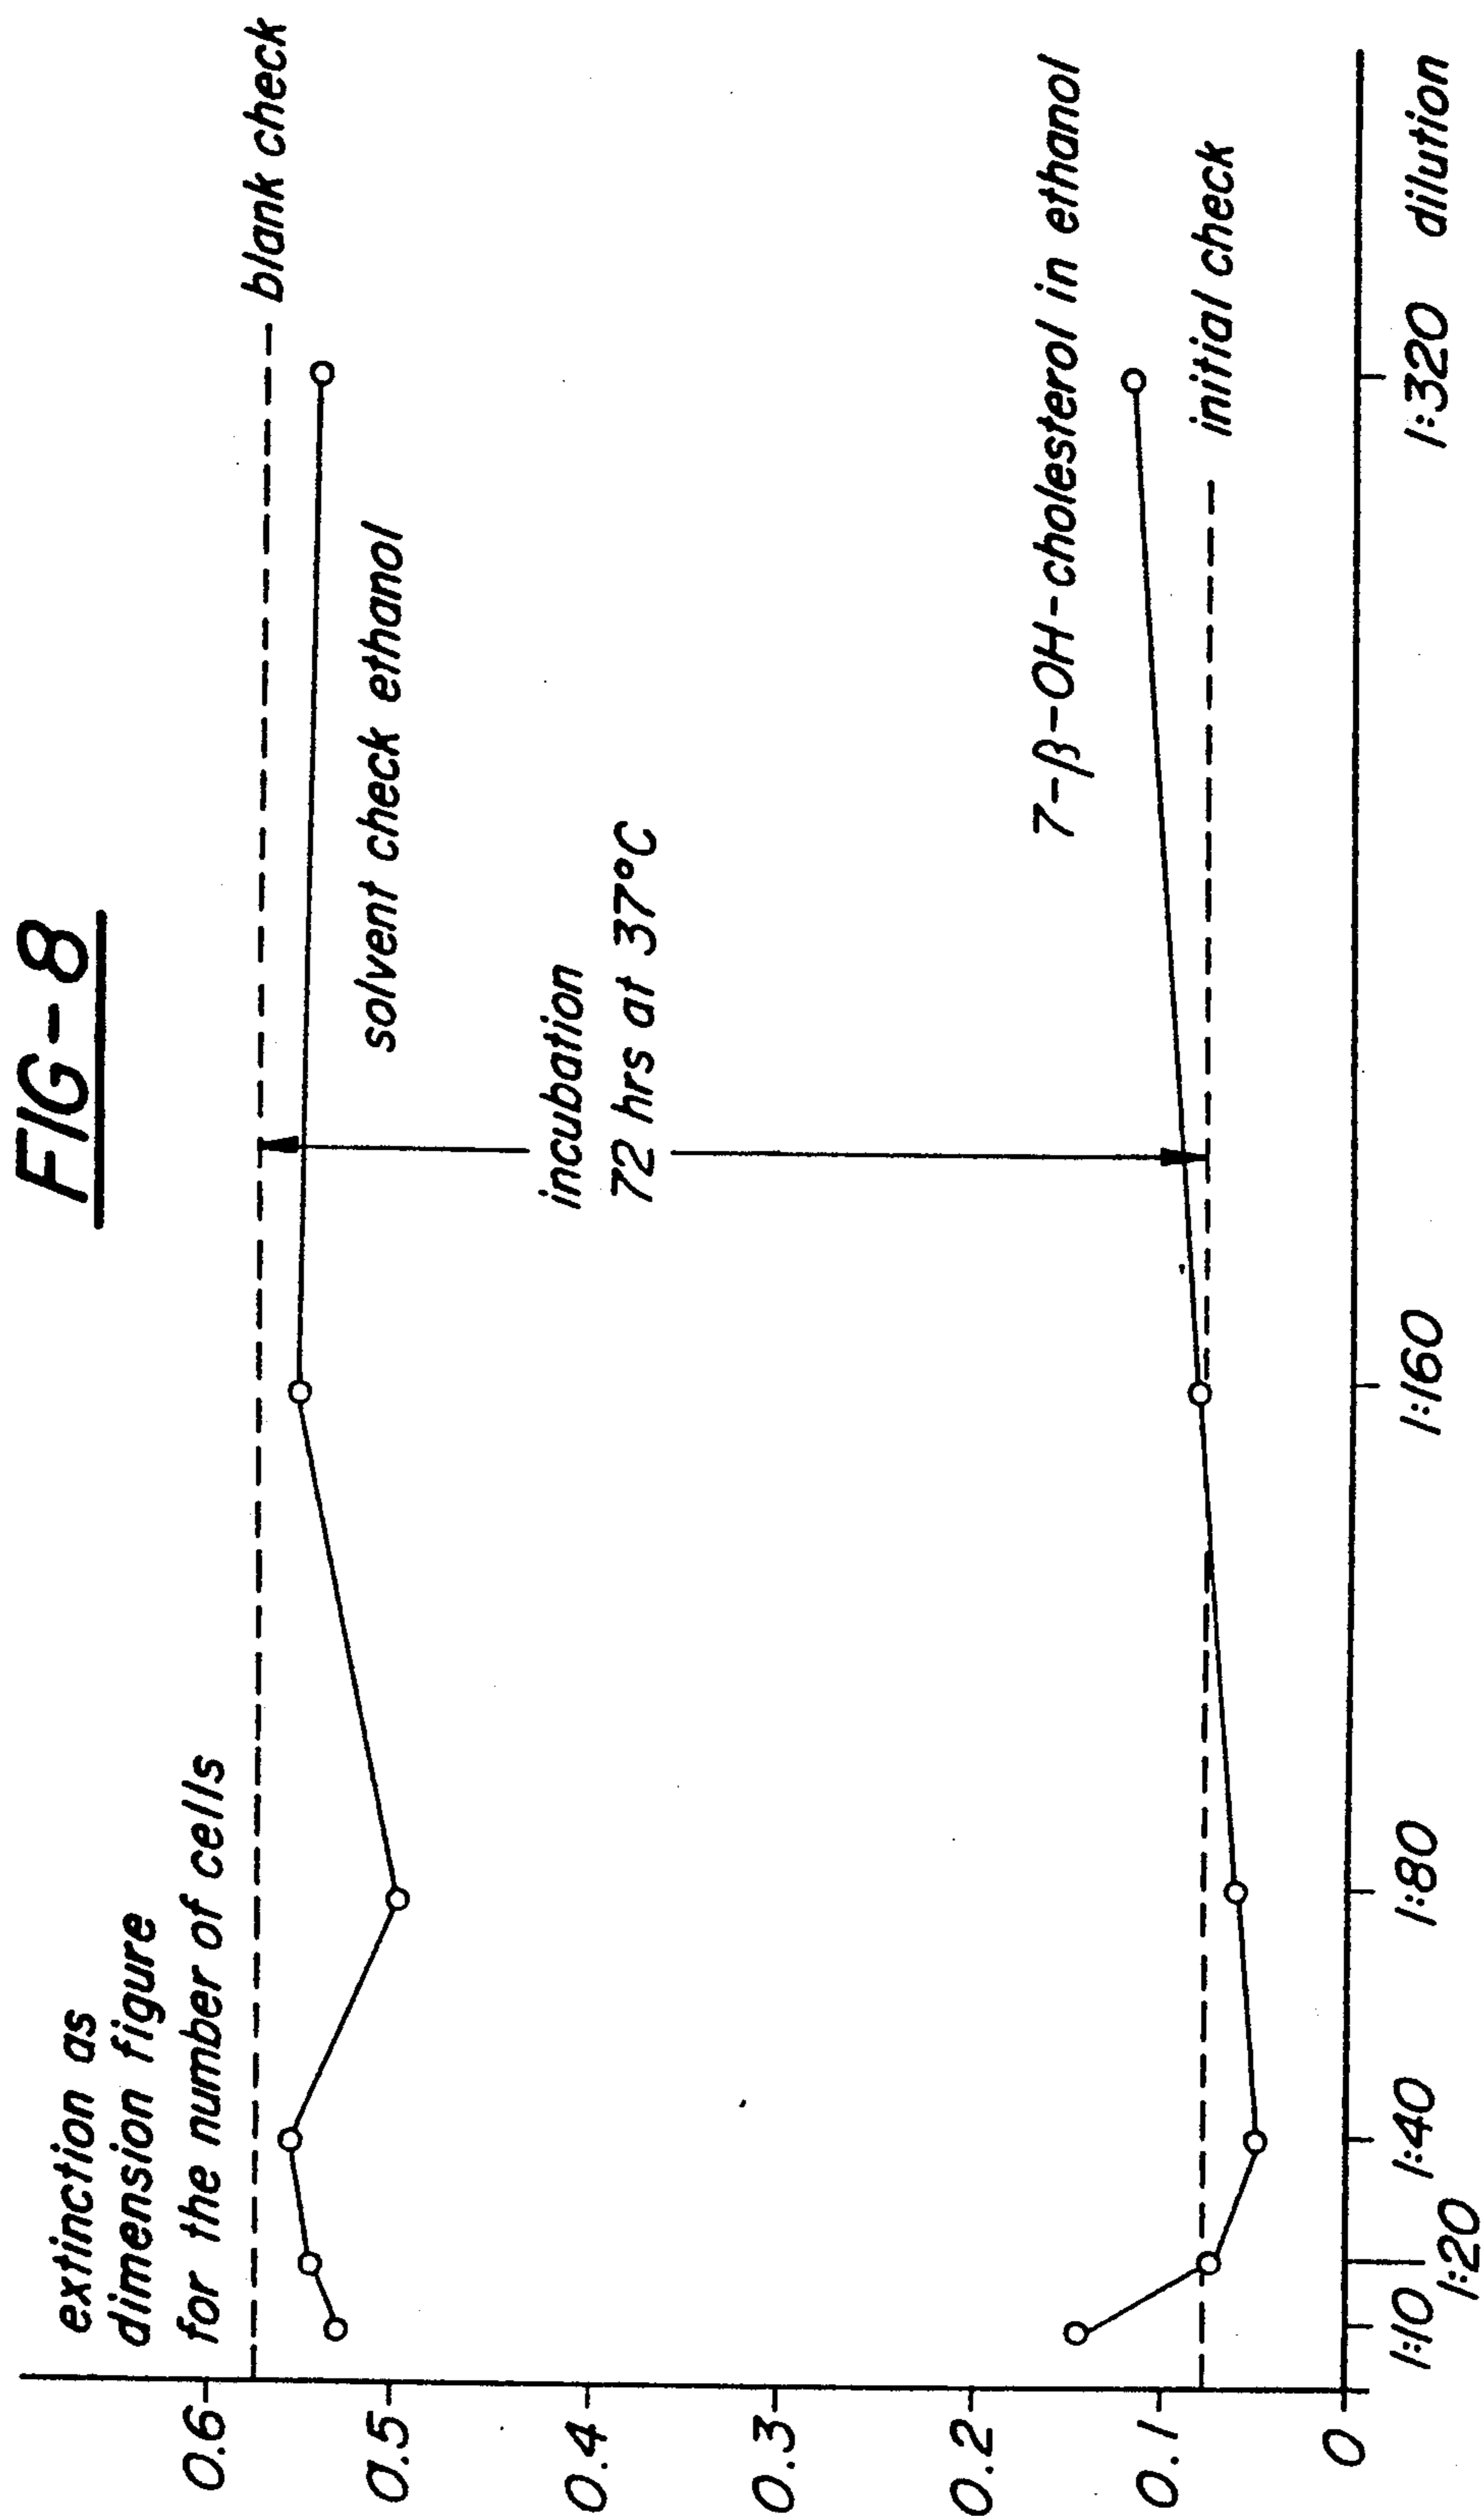 FIG-8
extinction as
dimension figure
for the number of cells
blank check
solvent check ethanol
incubation
72 hrs at 37°C
7-β-OH-cholesterol in ethanol
initial check
0.6
0.5
0.4
0.3
0.2
0.1
0
1:10
1:20
1:40
1:80
1:160
1:320
dilution